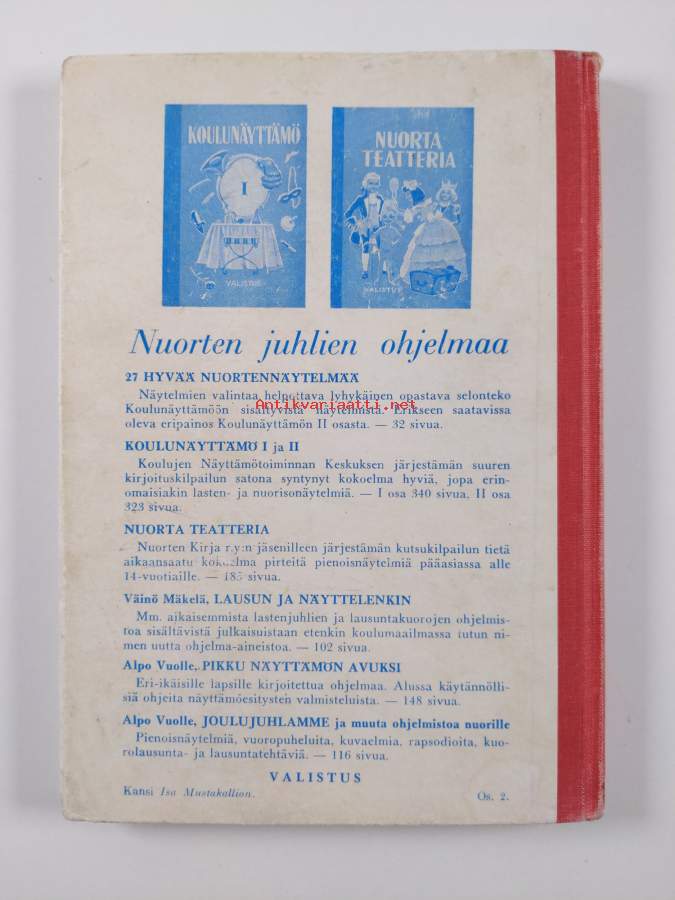 KOULUNÄYTTÄMÖ
I
VALISTUS
NUORTA
TEATTERIA
VALISTUS
Nuorten juhlien ohjelmaa
27 HYVÄÄ NUORTENNÄYTELMÄÄ
Näytelmien valintaa helpottava lyhykäinen opastava selonteko
Koulunäyttämöön sisältyvistä näytelmistä. Erikseen saatavissa
Antikvariaatti.net
oleva eripainos Koulunäyttämön II osasta. — 32 sivua.
KOULUNÄYTTÄMÖ I ja II
Koulujen Näyttämötoiminnan Keskuksen järjestämän suuren
kirjoituskilpailun satona syntynyt kokoelma hyviä, jopa erin-
omaisiakin lasten- ja nuorisonäytelmiä. — I osa 340 sivua, II osa
323 sivua.
NUORTA TEATTERIA
Nuorten Kirja r.y:n jäsenilleen järjestämän kutsukilpailun tietä
aikaansaatu kokoelma pirteitä pienoisnäytelmiä pääasiassa alle
14-vuotiaille. — 185 sivua.
Väinö Mäkelä, LAUSUN JA NÄYTTELENKIN
Mm. aikaisemmista lastenjuhlien ja lausuntakuorojen ohjelmis-
toa sisältävistä julkaisuistaan etenkin koulumaailmassa tutun ni-
men uutta ohjelma-aineistoa. — 102 sivua.
Alpo Vuolle, PIKKU NÄYTTÄMÖN AVUKSI
Eri-ikäisille lapsille kirjoitettua ohjelmaa. Alussa käytännölli-
siä ohjeita näyttämöesitysten valmisteluista. — 148 sivua.
Alpo Vuolle, JOULUJUHLAMME ja muuta ohjelmistoa nuorille
Pienoisnäytelmiä, vuoropuheluita, kuvaelmia, rapsodioita, kuo-
rolausunta- ja lausuntatehtäviä. — 116 sivua.
VALISTUS
Kansi Isa Mustakallion.
Os. 2.